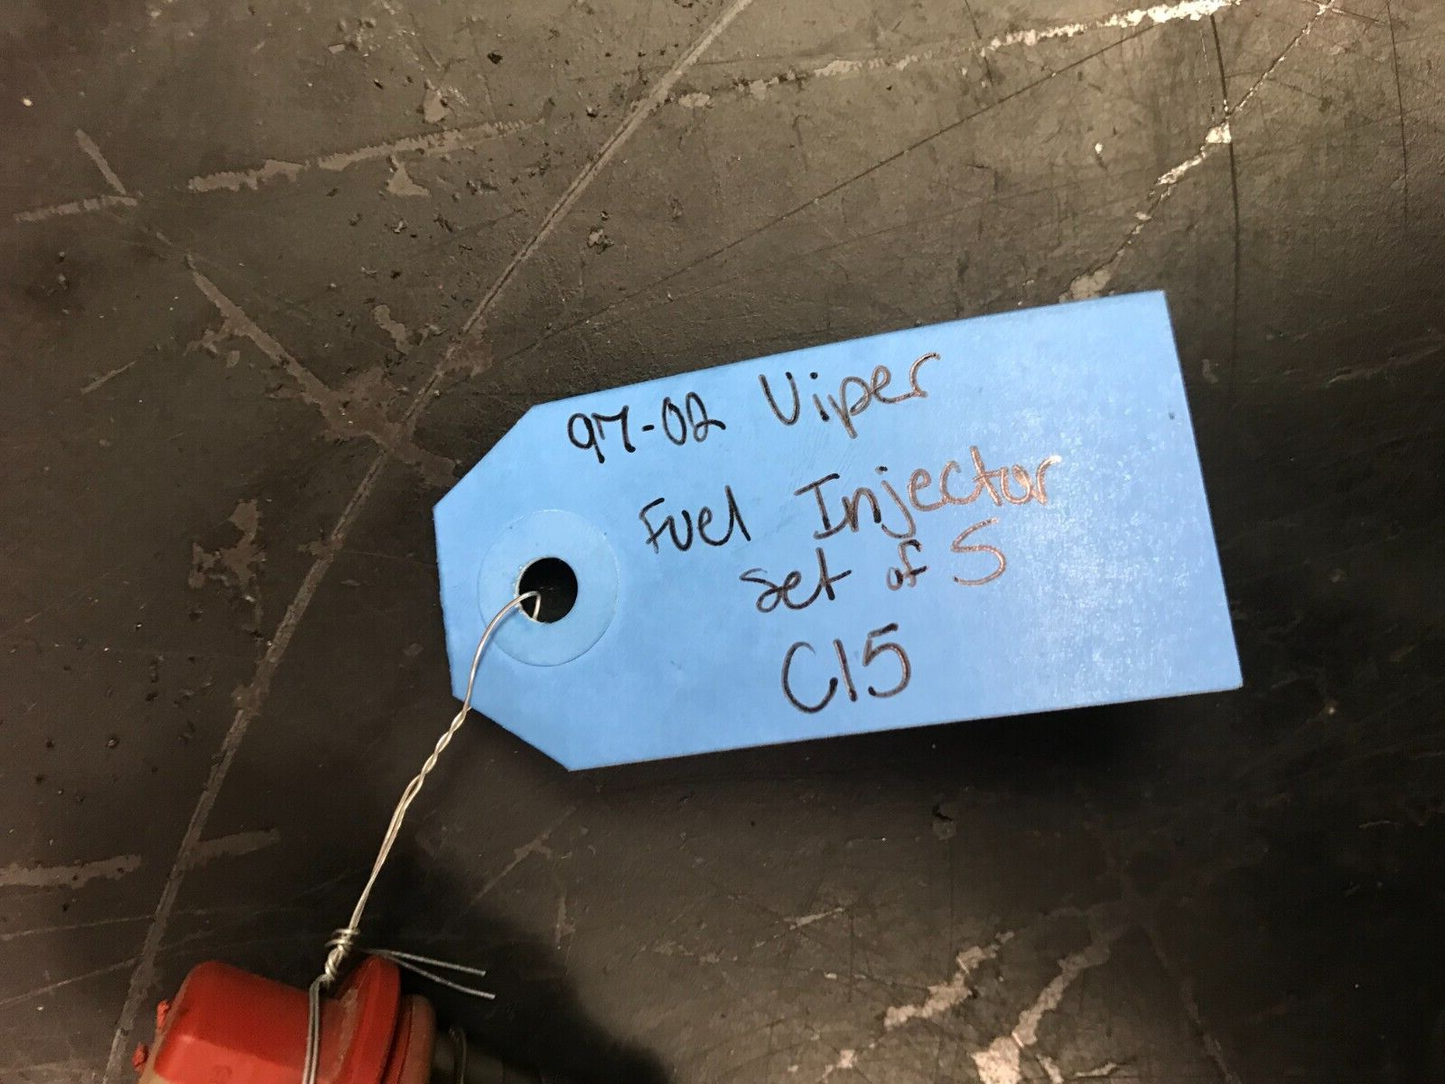 97-02 Viper
Fuel Injector
Set of 5
C15